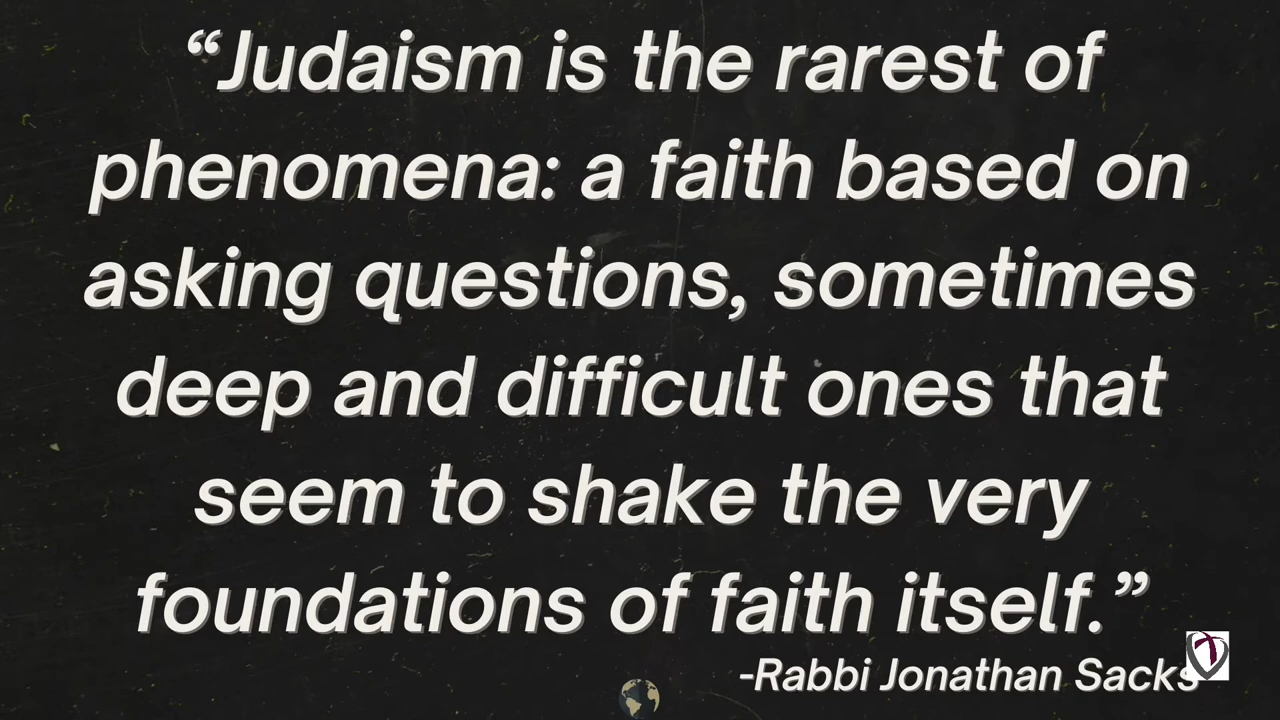 “Judaism is the rarest of
phenomena: a faith based on
asking questions, sometimes
deep and difficult ones that
seem to shake the very
foundations of faith itself.”
-Rabbi Jonathan Sacks